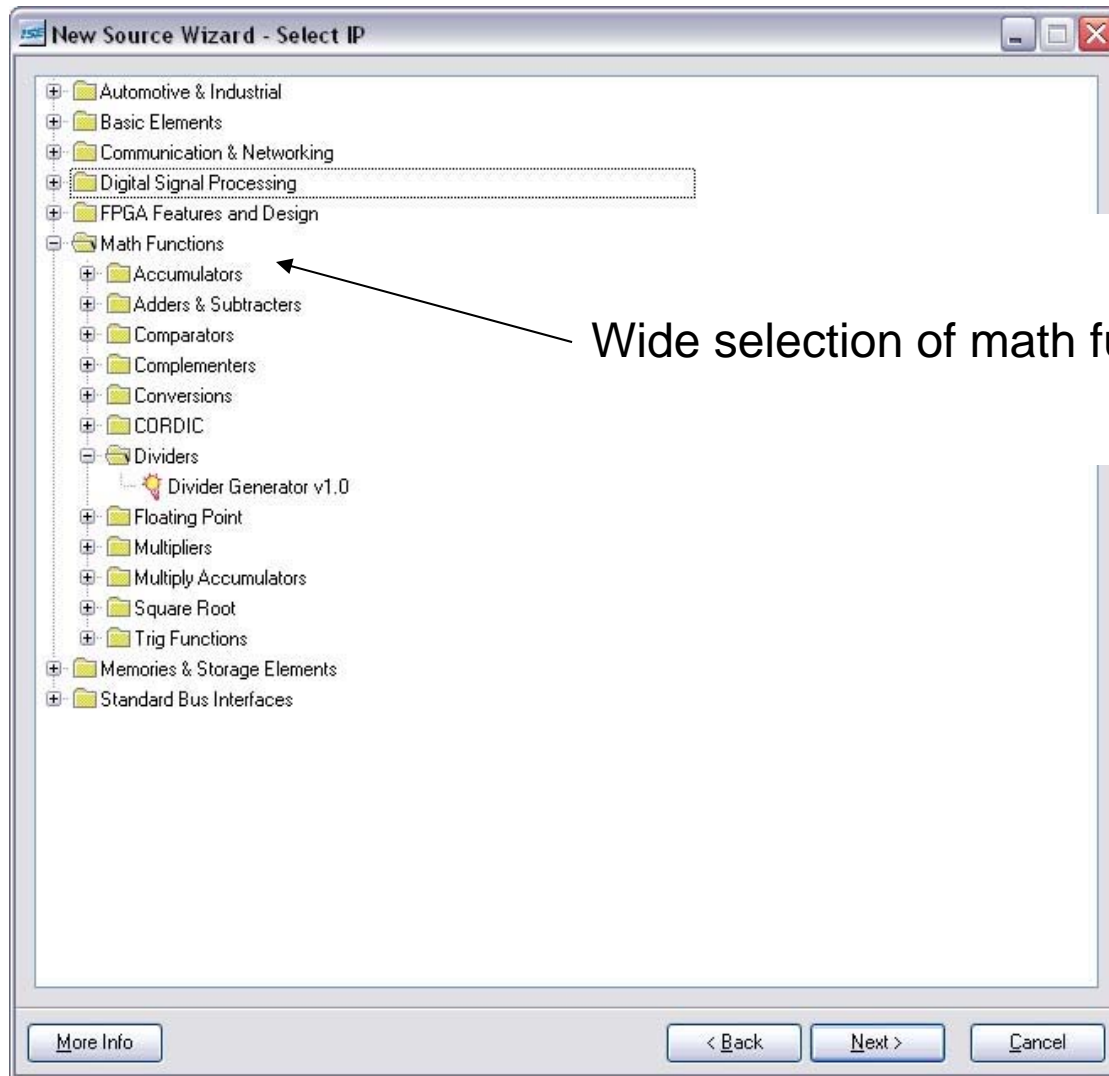 ISE New Source Wizard - Select IP
Automotive & Industrial
Basic Elements
Communication & Networking
Digital Signal Processing
FPGA Features and Design
Math Functions
Accumulators
Adders & Subtracters
Comparators
Wide selection of math fu
Complementers
Conversions
CORDIC
Dividers
Divider Generator v1.0
Floating Point
Multipliers
Multiply Accumulators
Square Root
Trig Functions
Memories & Storage Elements
Standard Bus Interfaces
More Info
< Back
Next >
Cancel